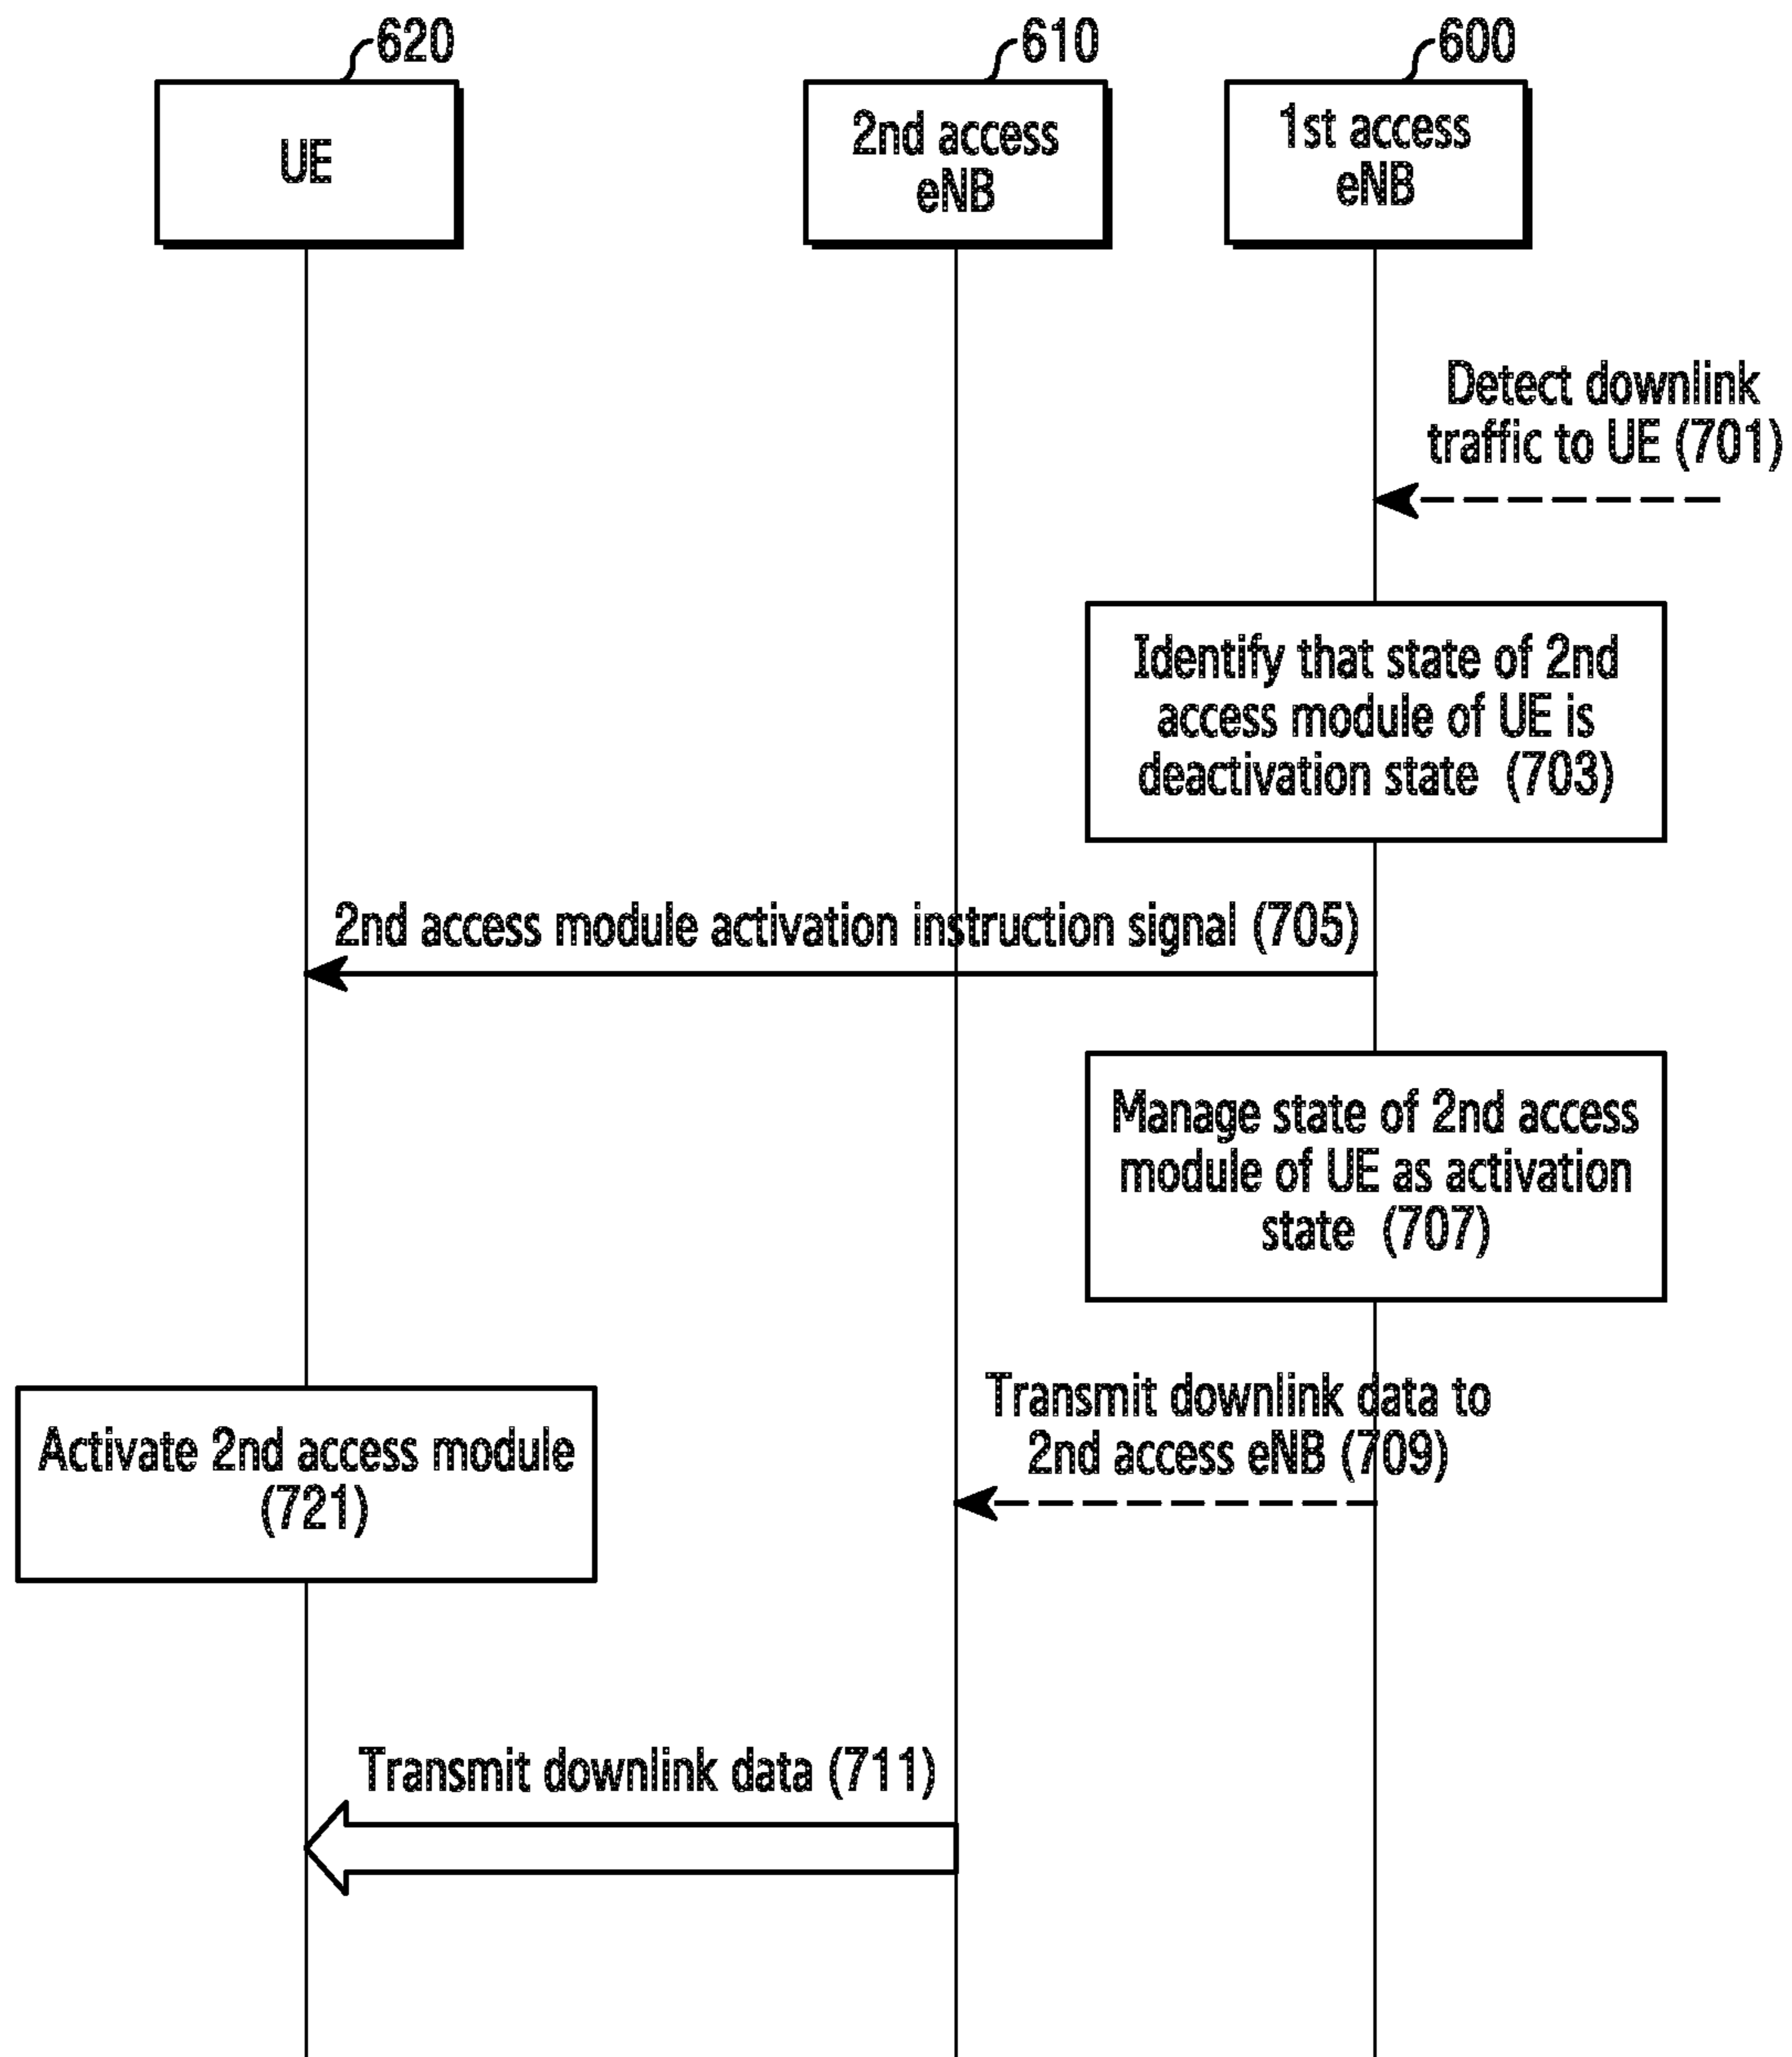 620
610
600
UE
2nd access
eNB
1st access
eNB
Detect downlink
traffic to UE (701)
Identify that state of 2nd
access module of UE is
deactivation state (703)
2nd access module activation instruction signal (705)
Manage state of 2nd access
module of UE as activation
state (707)
Transmit downlink data to
2nd access eNB (709)
Activate 2nd access module
(721)
Transmit downlink data (711)